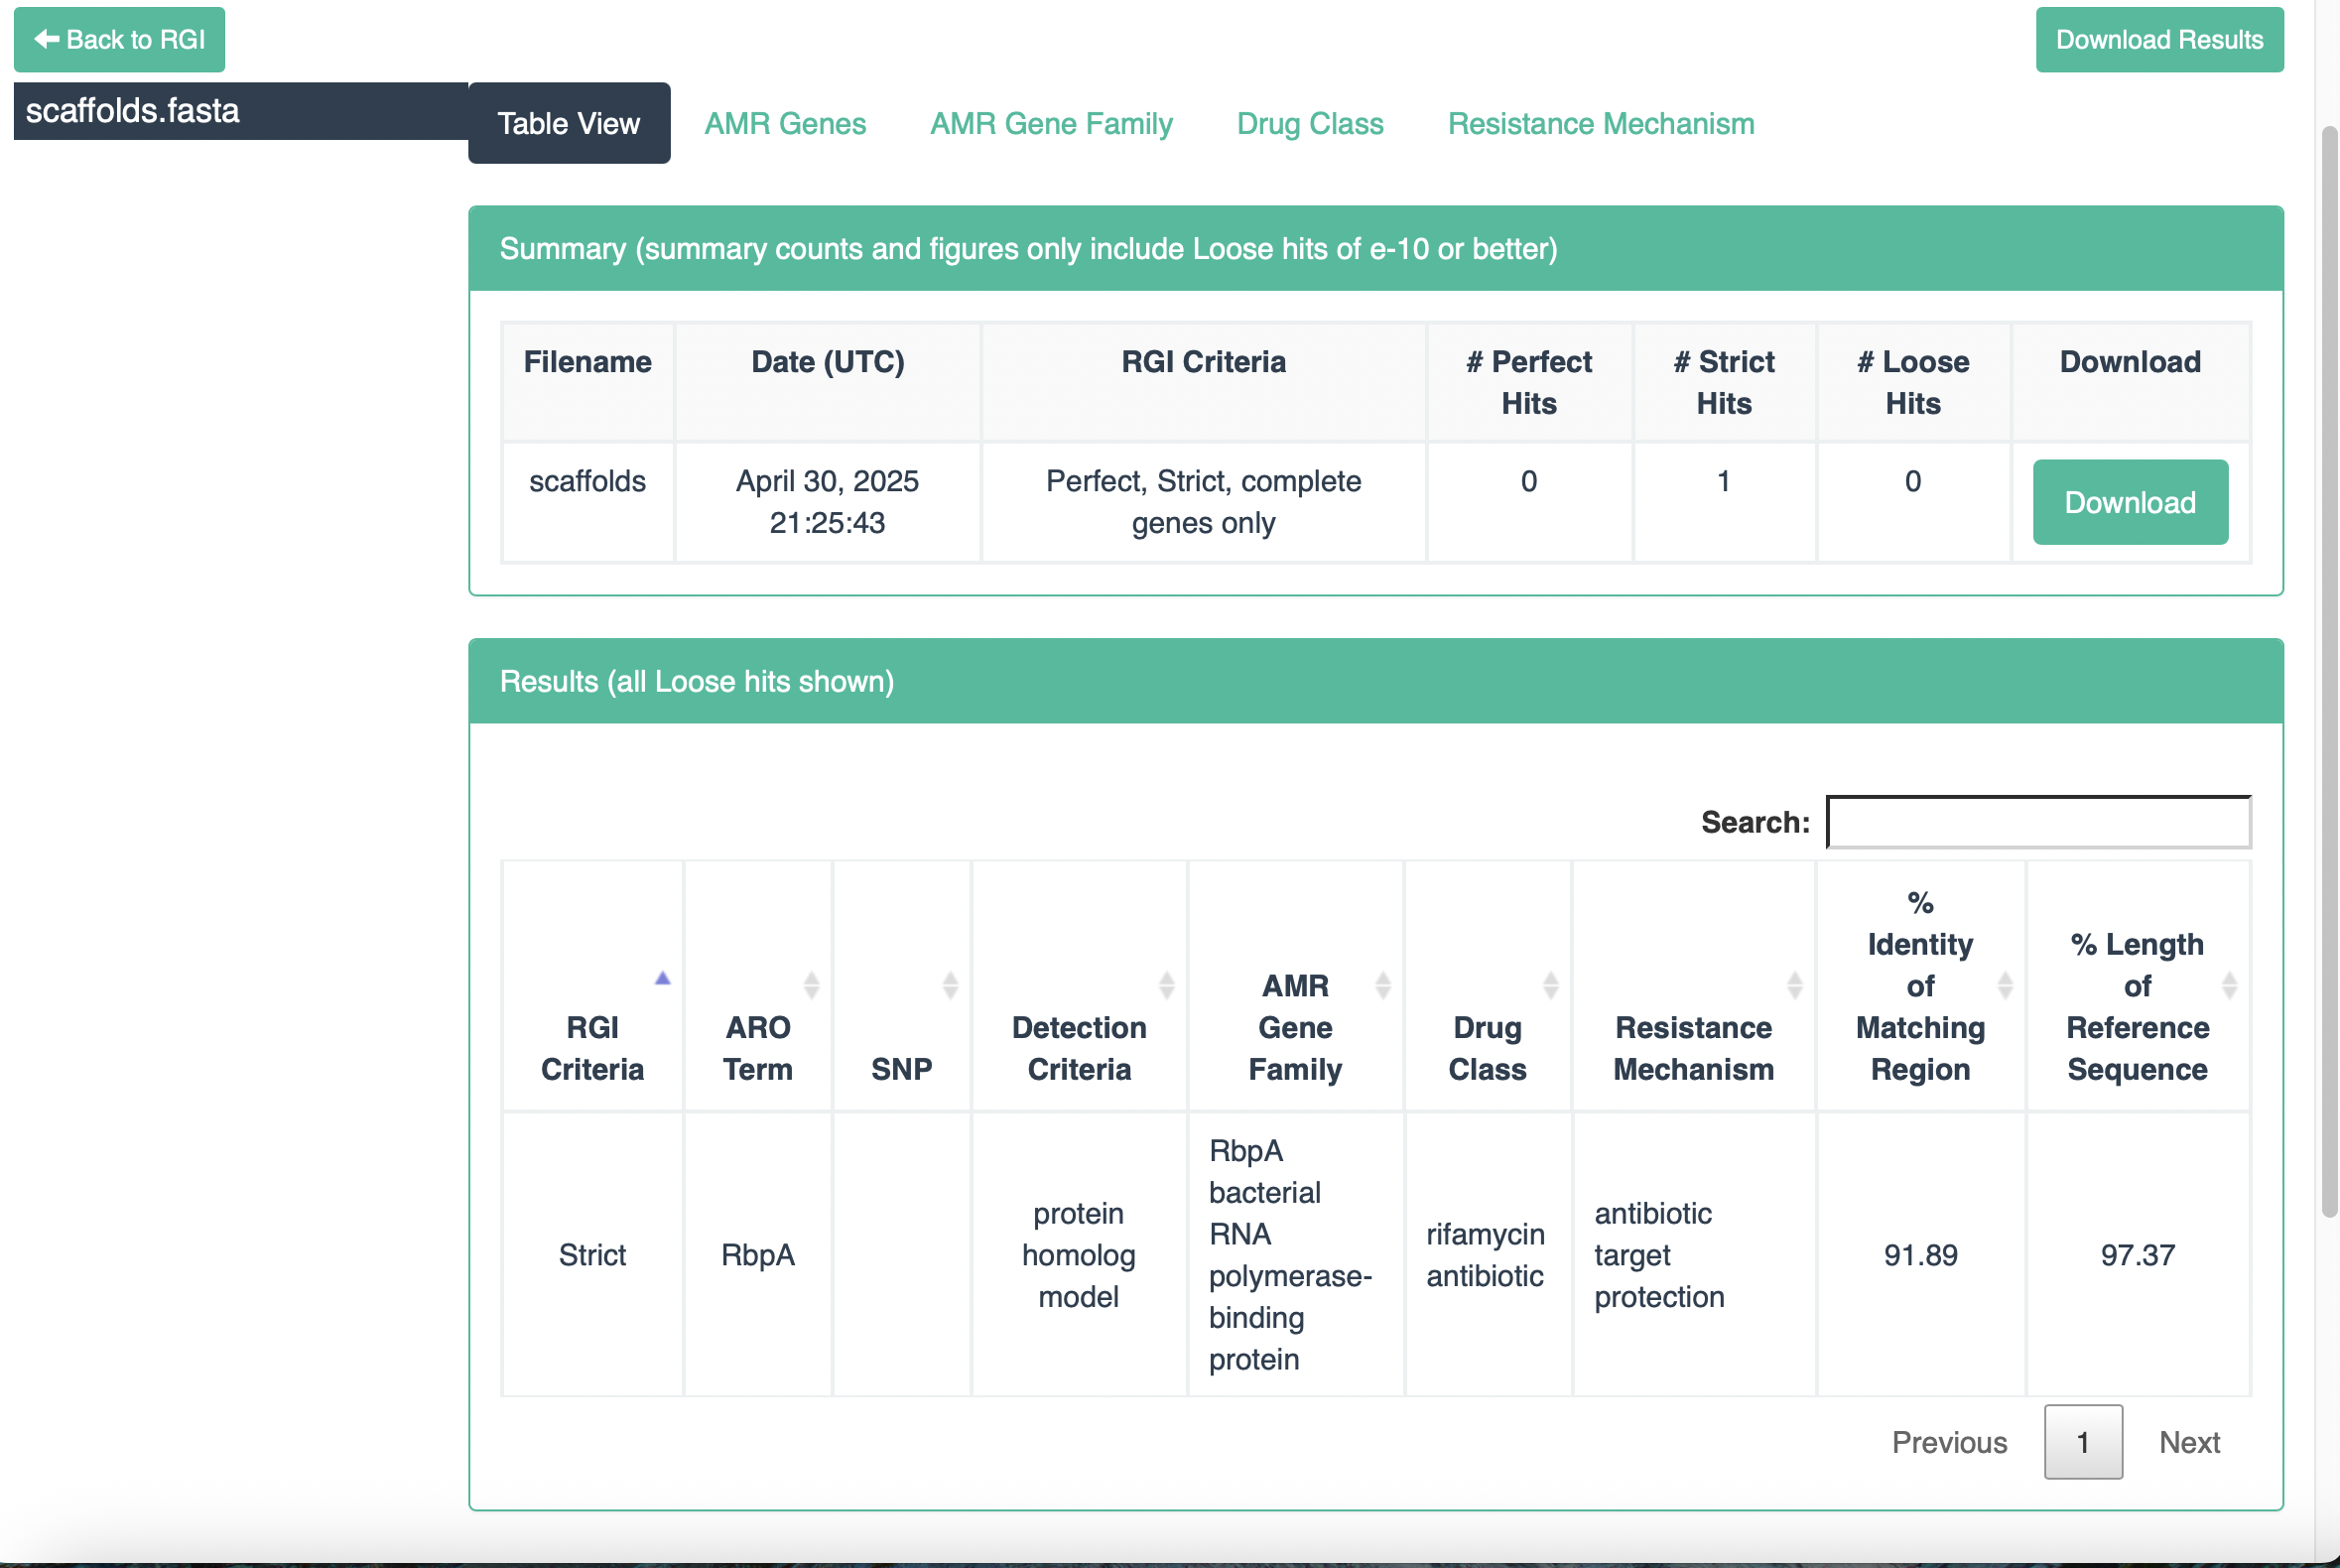 Back to RGI
Download Results
scaffolds.fasta
Table View
AMR Genes
AMR Gene Family
Drug Class
Resistance Mechanism
Summary (summary counts and figures only include Loose hits of e-10 or better)
Filename
Date (UTC)
RGI Criteria
# Perfect
Hits
# Strict
Hits
# Loose
Hits
Download
scaffolds
April 30, 2025
21:25:43
Perfect, Strict, complete
genes only
0
1
0
Download
Results (all Loose hits shown)
Search:
RGI
Criteria
ARO
Term
SNP
Detection
Criteria
AMR
Gene
Family
Drug
Class
Resistance
Mechanism
%
Identity
of
Matching
Region
% Length
of
Reference
Sequence
Strict
RbpA
protein
homolog
model
RbpA
bacterial
RNA
polymerase-
binding
protein
rifamycin
antibiotic
antibiotic
target
protection
91.89
97.37
Previous
1
Next